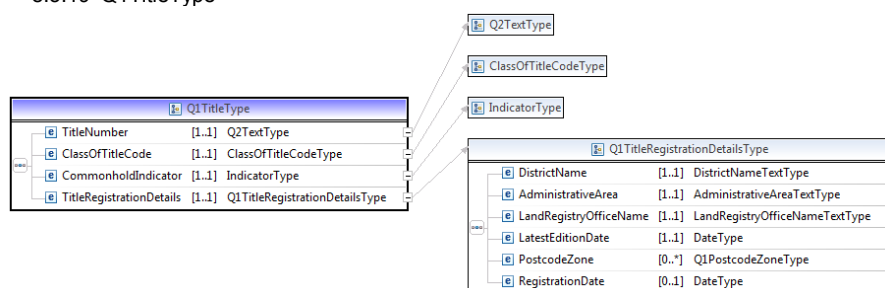 Q1TitleType
Q2TextType
ClassOfTitleCodeType
IndicatorType
Q1TitleType
e TitleNumber [1..1] Q2TextType
e ClassOfTitleCode [1..1] ClassOfTitleCodeType
e CommonholdIndicator [1..1] IndicatorType
e TitleRegistrationDetails [1..1] Q1TitleRegistrationDetailsType
Q1TitleRegistrationDetailsType
e DistrictName [1..1] DistrictNameTextType
e AdministrativeArea [1..1] AdministrativeAreaTextType
e LandRegistryOfficeName [1..1] LandRegistryOfficeNameTextType
e LatestEditionDate [1..1] DateType
e PostcodeZone [0..*] Q1PostcodeZoneType
e RegistrationDate [0..1] DateType